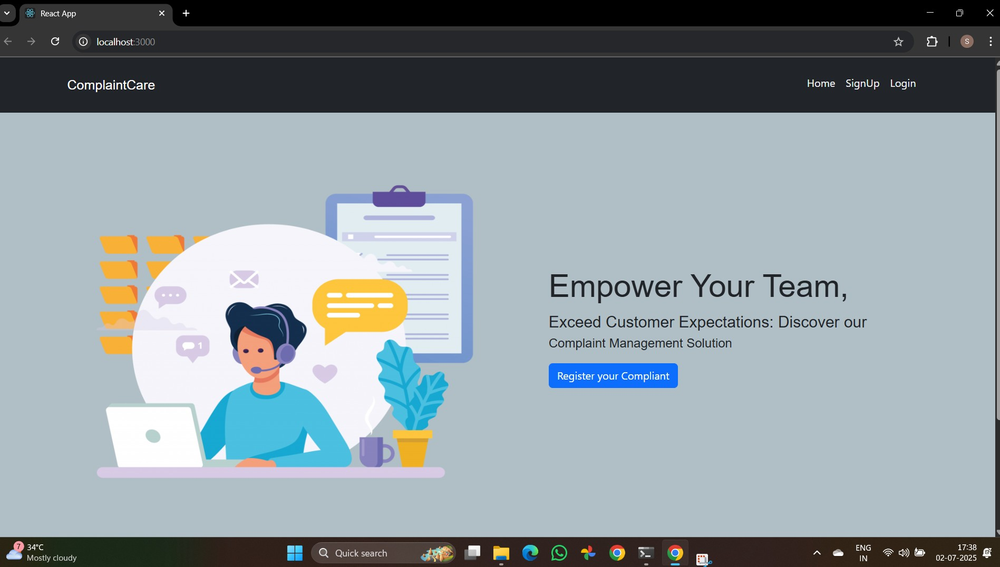 React App
localhost:3000
S
ComplaintCare
Home SignUp Login
1
Empower Your Team,
Exceed Customer Expectations: Discover our
Complaint Management Solution
Register your Compliant
7
34°C
Mostly cloudy
Quick search
ENG
IN
17:38
02-07-2025